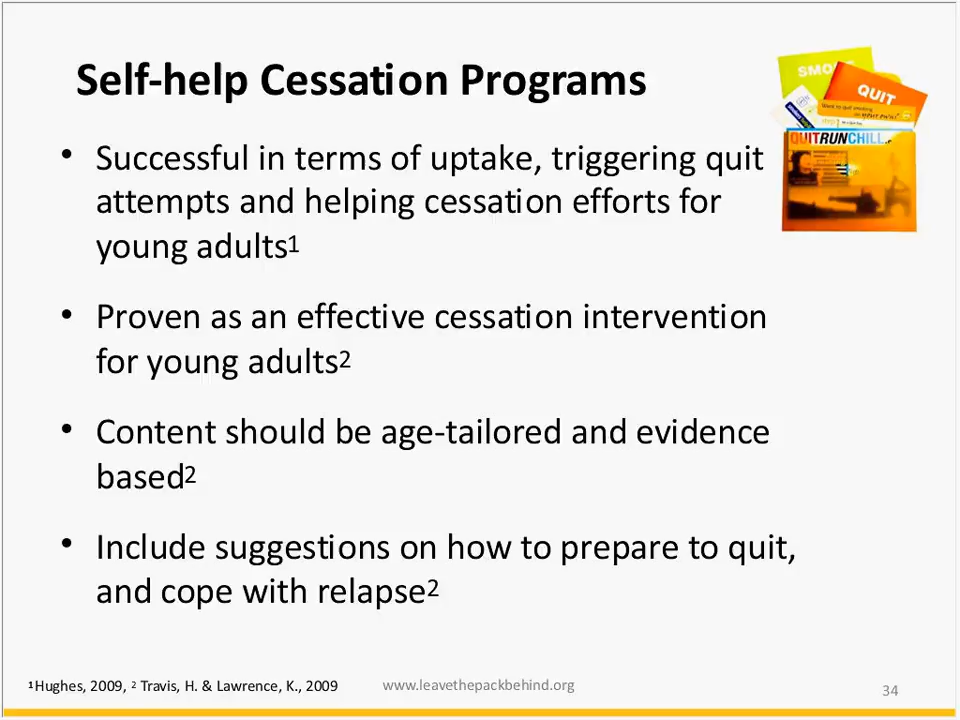 Self-help Cessation Programs
SMO
QUIT
QUITRUNCHILL
• Successful in terms of uptake, triggering quit
attempts and helping cessation efforts for
young adults1
• Proven as an effective cessation intervention
for young adults2
• Content should be age-tailored and evidence
based2
• Include suggestions on how to prepare to quit,
and cope with relapse2
1Hughes, 2009, 2 Travis, H. & Lawrence, K., 2009
www.leavethepackbehind.org
34